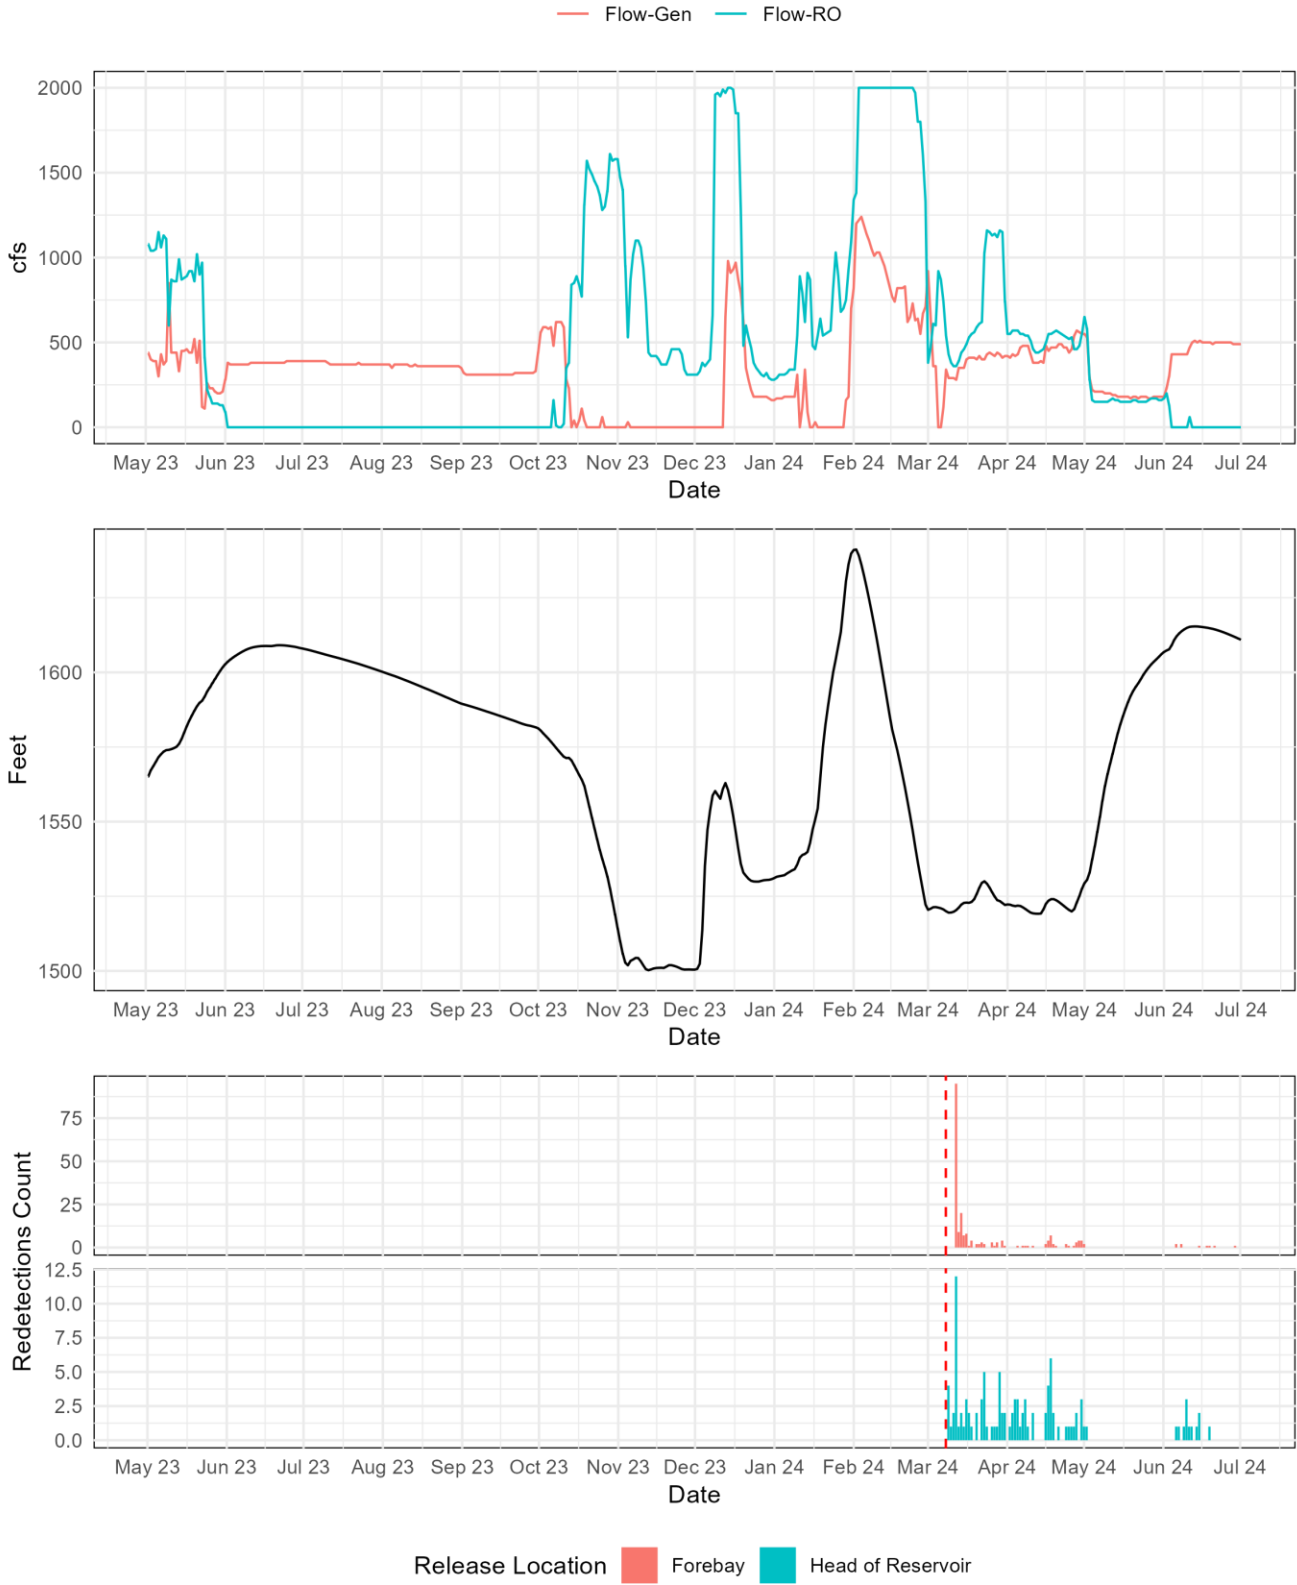 Flow-Gen Flow-RO
2000
1500
1000
500
0
cfs
May 23 Jun 23 Jul 23 Aug 23 Sep 23 Oct 23 Nov 23 Dec 23 Jan 24 Feb 24 Mar 24 Apr 24 May 24 Jun 24 Jul 24
Date
1600
1550
1500
Feet
May 23 Jun 23 Jul 23 Aug 23 Sep 23 Oct 23 Nov 23 Dec 23 Jan 24 Feb 24 Mar 24 Apr 24 May 24 Jun 24 Jul 24
Date
75
50
25
0
12.5
10.0
7.5
5.0
2.5
0.0
Redetections Count
May 23 Jun 23 Jul 23 Aug 23 Sep 23 Oct 23 Nov 23 Dec 23 Jan 24 Feb 24 Mar 24 Apr 24 May 24 Jun 24 Jul 24
Date
Release Location Forebay Head of Reservoir